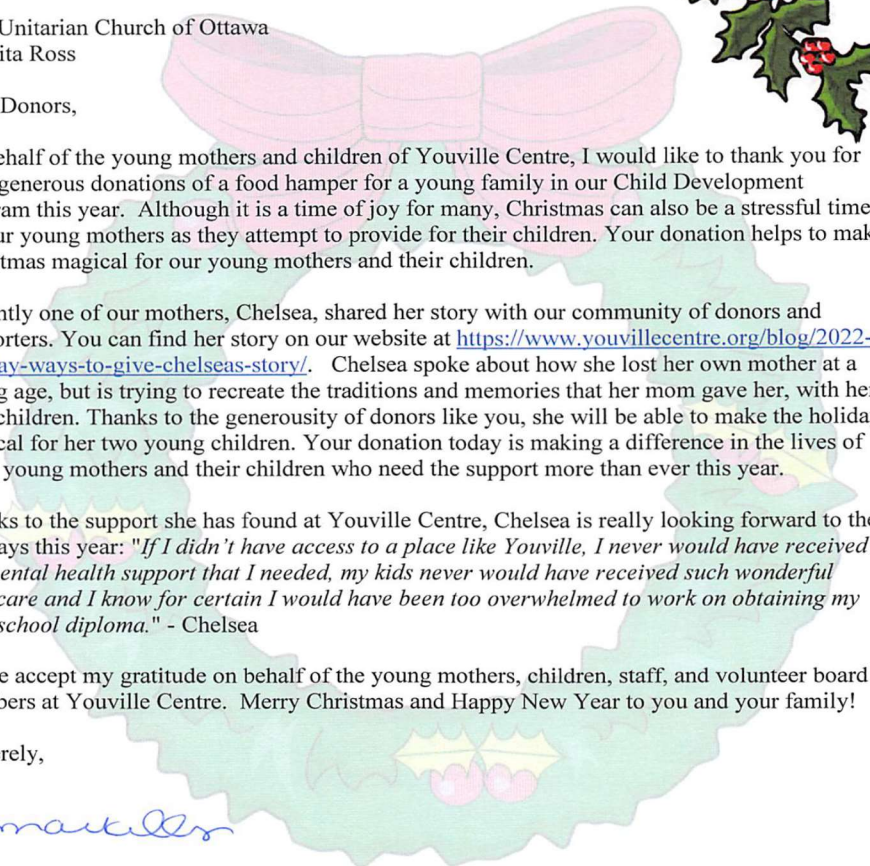 Unitarian Church of Ottawa
ita Ross
Donors,
ehalf of the young mothers and children of Youville Centre, I would like to thank you for
generous donations of a food hamper for a young family in our Child Development
ram this year. Although it is a time of joy for many, Christmas can also be a stressful time
ur young mothers as they attempt to provide for their children. Your donation helps to mak
tmas magical for our young mothers and their children.
ntly one of our mothers, Chelsea, shared her story with our community of donors and
orters. You can find her story on our website at https://www.youvillecentre.org/blog/2022-
ay-ways-to-give-chelseas-story/. Chelsea spoke about how she lost her own mother at a
g age, but is trying to recreate the traditions and memories that her mom gave her, with her
children. Thanks to the generousity of donors like you, she will be able to make the holida
cal for her two young children. Your donation today is making a difference in the lives of
young mothers and their children who need the support more than ever this year.
ks to the support she has found at Youville Centre, Chelsea is really looking forward to the
ays this year: "If I didn't have access to a place like Youville, I never would have received
ental health support that I needed, my kids never would have received such wonderful
care and I know for certain I would have been too overwhelmed to work on obtaining my
school diploma." - Chelsea
e accept my gratitude on behalf of the young mothers, children, staff, and volunteer board
bers at Youville Centre. Merry Christmas and Happy New Year to you and your family!
rely,